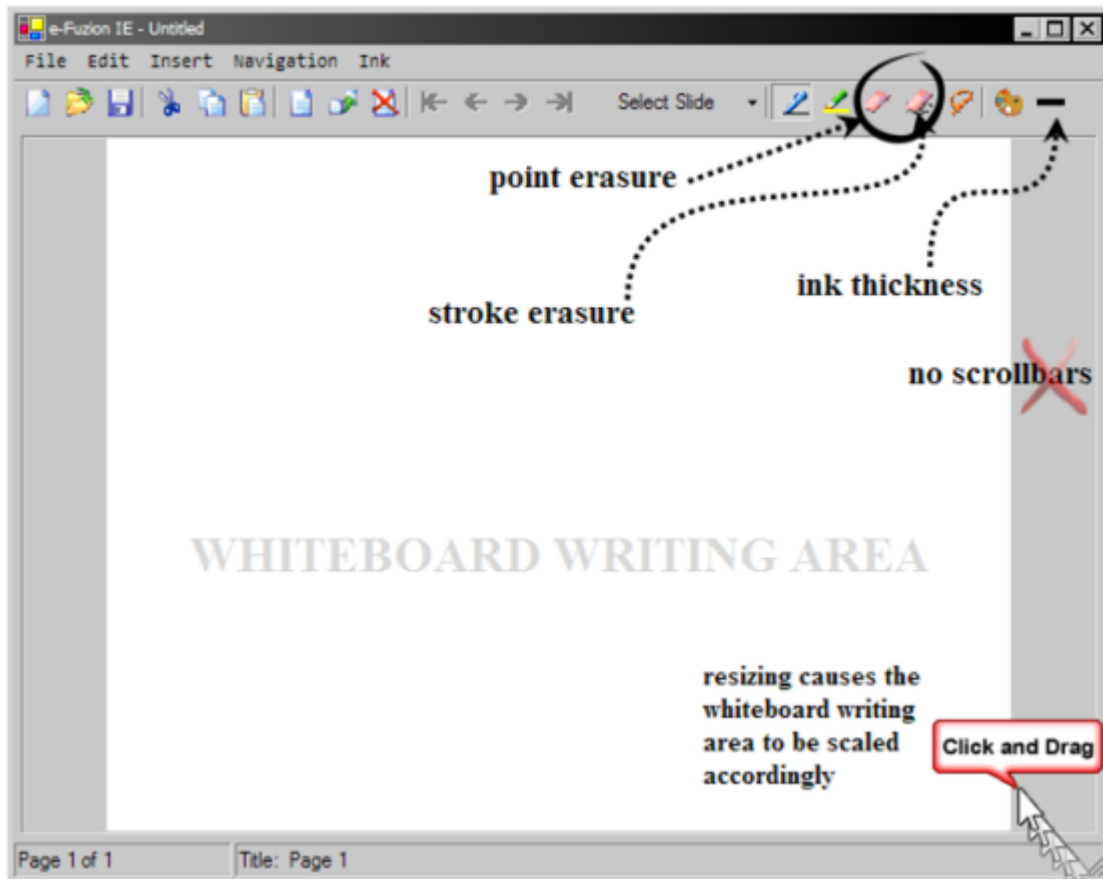 e-Fuzion IE - Untitled
File Edit Insert Navigation Ink
Select Slide
point erasure
ink thickness
stroke erasure
no scrollbars
WHITEBOARD WRITING AREA
resizing causes the
whiteboard writing
area to be scaled
accordingly
Click and Drag
Page 1 of 1 Title: Page 1